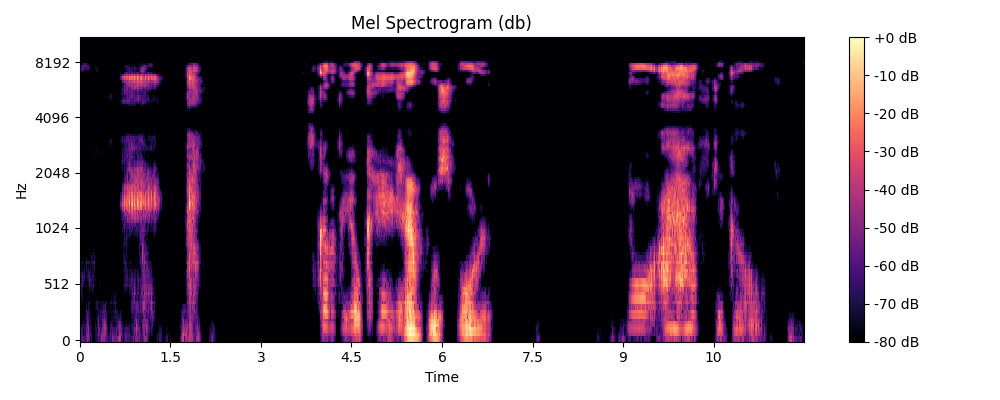 Mel Spectrogram (db)
Hz
8192
4096
2048
1024
512
0
0 1.5 3 4.5 6 7.5 9 10
Time
+0 dB
-10 dB
-20 dB
-30 dB
-40 dB
-50 dB
-60 dB
-70 dB
-80 dB